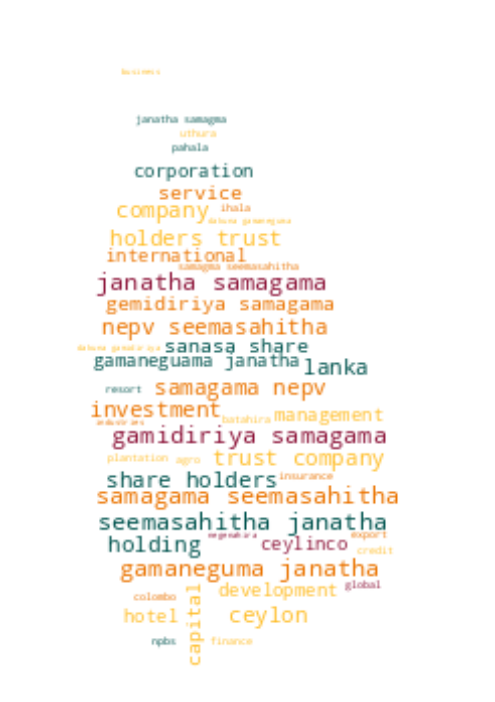 business
janatha samagma
uthura
pahala
corporation
service
company ihala
dakuna gamaneguma
holders trust
international
samagma seemasahitha
janatha samagama
gemidiriya samagama
nepv seemasahitha
dakuna gamidiriya sanasa share
gamaneguama janatha lanka
resort samagama nepv
investment management
industries batahira
gamidiriya samagama
plantation agro trust company
share holders insurance
samagama seemasahitha
seemasahitha janatha
holding negenahira ceylinco export
credit
gamaneguma janatha
development global
colombo capital
hotel ceylon
npbs finance